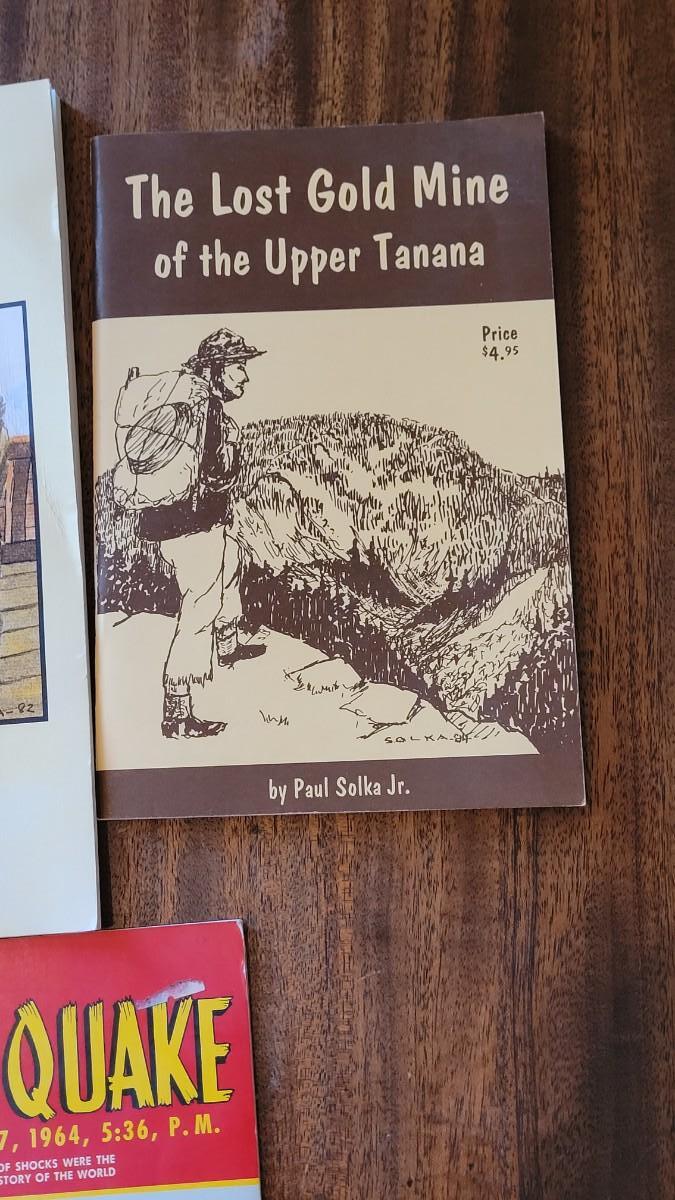 The Lost Gold Mine
of the Upper Tanana
Price
$4.95
SOLKA-84-
by Paul Solka Jr.
-82
QUAKE
7, 1964, 5:36, P.M.
OF SHOCKS WERE THE
STORY OF THE WORLD